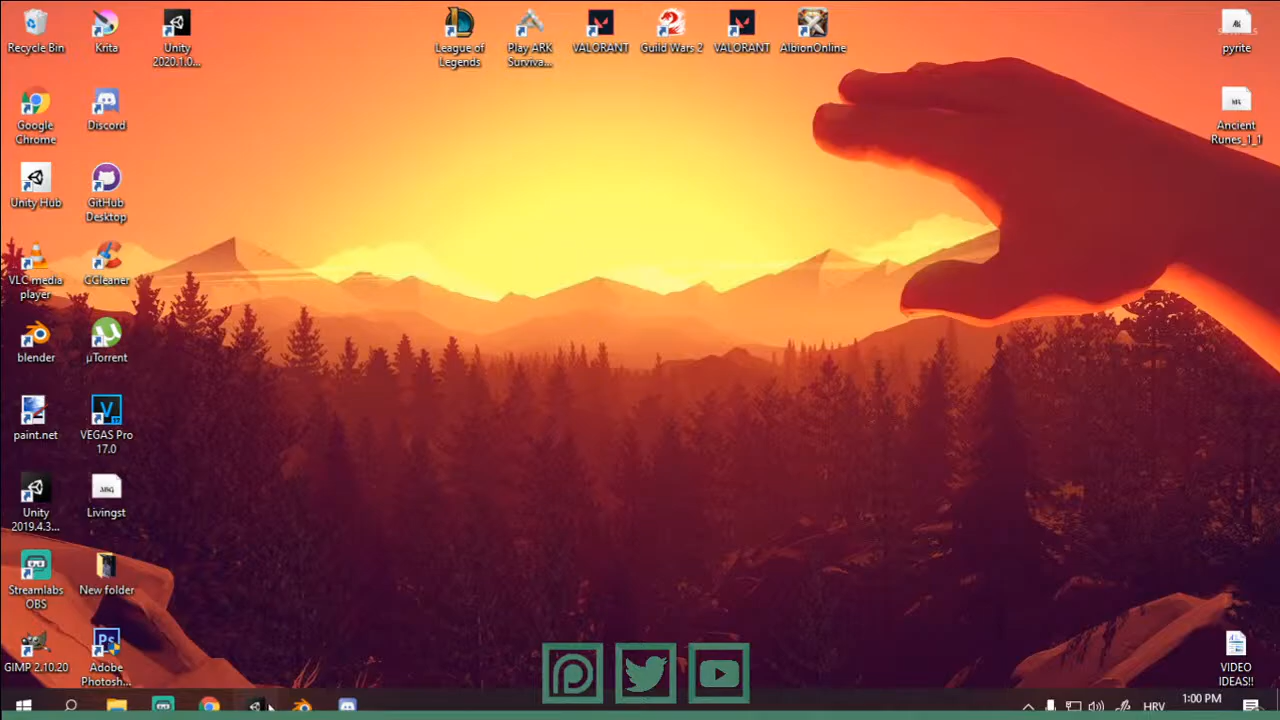 Recycle Bin
Krita
Unity
2020.1.0...
League of
Legends
Play ARK
Surviva...
VALORANT
Guild Wars 2
VALORANT
AlbionOnline
pyrite
Google
Chrome
Discord
Ancient
Runes_1_1
Unity Hub
GitHub
Desktop
VLC media
player
CCleaner
blender
µTorrent
paint.net
VEGAS Pro
17.0
Unity
2019.4.3...
Livingst
Streamlabs
OBS
New folder
GIMP 2.10.20
Adobe
Photosh...
VIDEO
IDEAS!!
HRV
1:00 PM